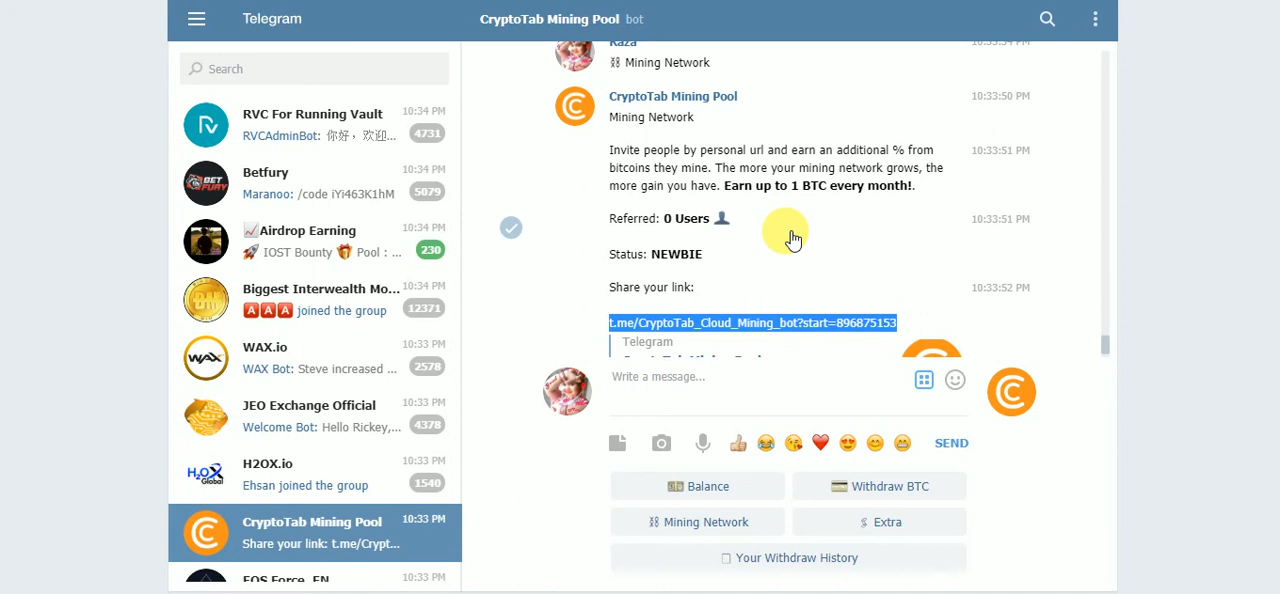 Telegram
CryptoTab Mining Pool bot
Search
RVC For Running Vault 10:34 PM
RVCAdminBot: 你好，欢迎... 4731
Betfury 10:34 PM
Maranoo: /code iYi463K1hM 5079
📈Airdrop Earning 10:34 PM
🚀 IOST Bounty 🎁 Pool : ... 230
Biggest Interwealth Mo... 10:34 PM
🅰🅰🅰 joined the group 12371
WAX.io 10:34 PM
WAX Bot: Steve increased ... 2578
JEO Exchange Official 10:33 PM
Welcome Bot: Hello Rickey,... 4378
H2OX.io 10:33 PM
Ehsan joined the group 1540
CryptoTab Mining Pool 10:33 PM
Share your link: t.me/Crypt...
EOS Force_EN 10:33 PM
Raza 10:33:34 PM
⛓ Mining Network
CryptoTab Mining Pool 10:33:50 PM
Mining Network
Invite people by personal url and earn an additional % from 10:33:51 PM
bitcoins they mine. The more your mining network grows, the
more gain you have. Earn up to 1 BTC every month!.
Referred: 0 Users 👤 10:33:51 PM
Status: NEWBIE
Share your link: 10:33:52 PM
t.me/CryptoTab_Cloud_Mining_bot?start=896875153
Telegram
CryptoTab Mining Pool
Write a message...
SEND
💵 Balance
💳 Withdraw BTC
⛓ Mining Network
🖇 Extra
📋 Your Withdraw History